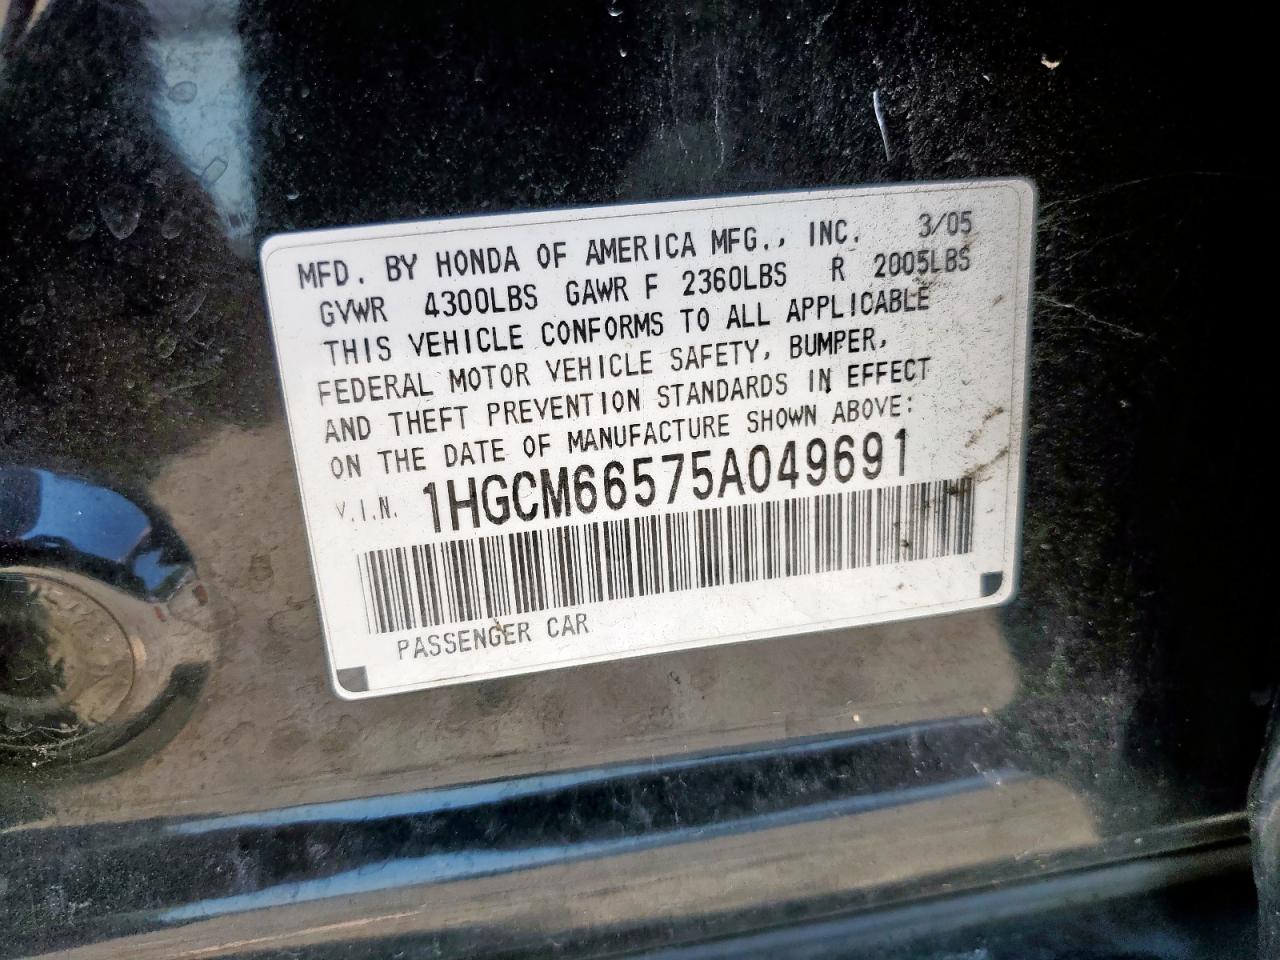 MFD. BY HONDA OF AMERICA MFG., INC. 3/05
GVWR 4300LBS GAWR F 2360LBS R 2005LBS
THIS VEHICLE CONFORMS TO ALL APPLICABLE
FEDERAL MOTOR VEHICLE SAFETY, BUMPER,
AND THEFT PREVENTION STANDARDS IN EFFECT
ON THE DATE OF MANUFACTURE SHOWN ABOVE:
V.I.N. 1HGCM66575A049691
PASSENGER CAR